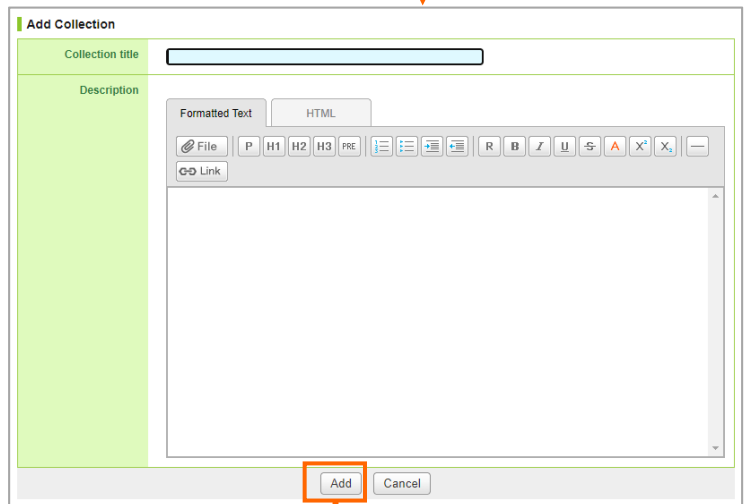 Add Collection
Collection title
Description
Formatted Text HTML
File P H1 H2 H3 PRE R B I U S A X² X₂
Link
Add Cancel